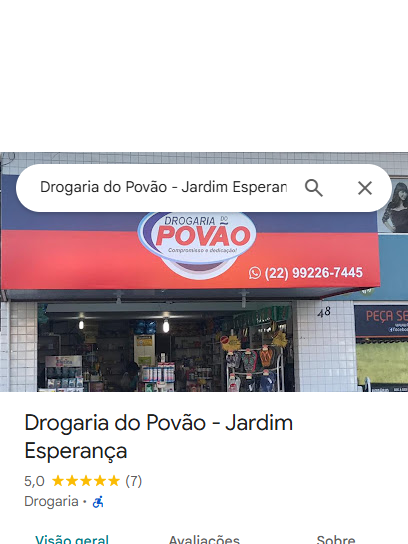 Drogaria do Povão - Jardim Esperan
DROGARIA DO
POVÃO
Compromisso e dedicação!
(22) 99226-7445
48
PEÇA SE
Drogaria do Povão - Jardim
Esperança
5,0 (7)
Drogaria ·
Visão geral Avaliações Sobre